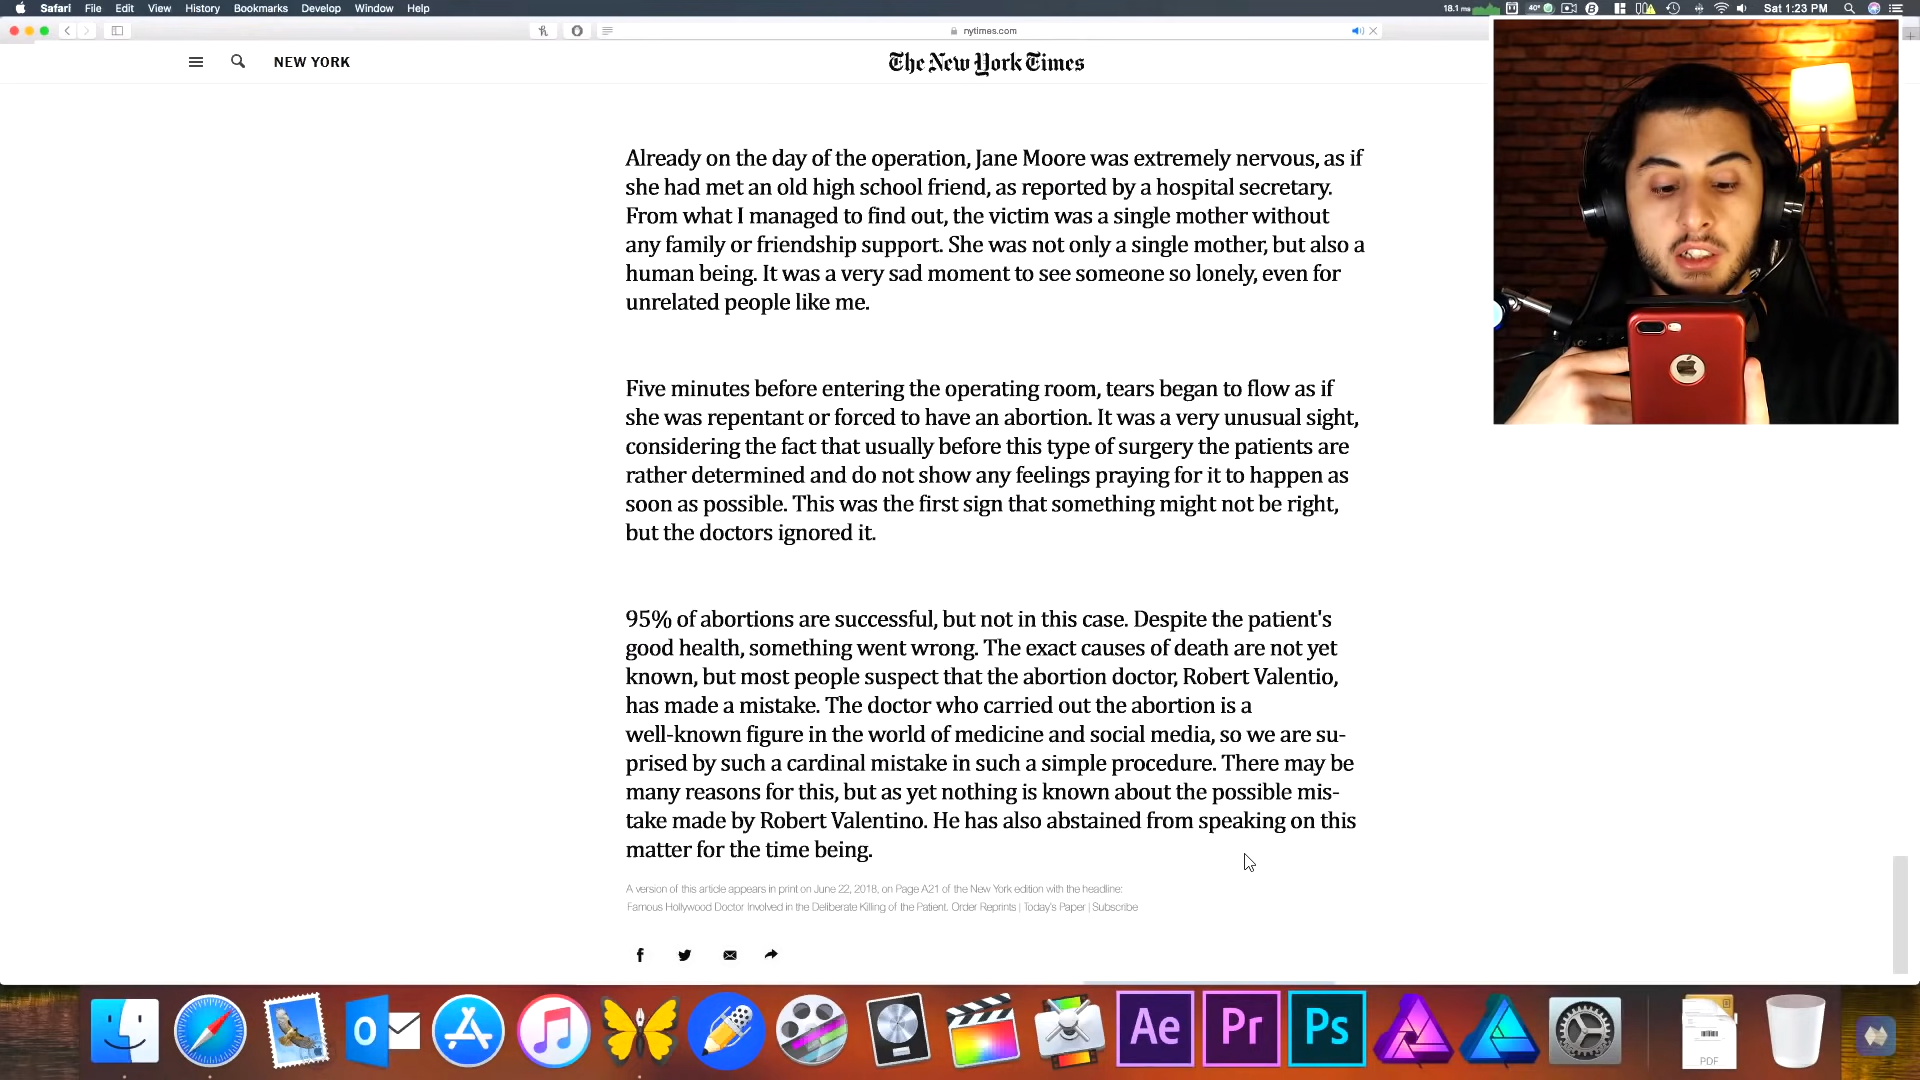 Safari File Edit View History Bookmarks Develop Window Help
18.1 ms 40° Sat 1:23 PM
nytimes.com
NEW YORK
The New York Times
Already on the day of the operation, Jane Moore was extremely nervous, as if
she had met an old high school friend, as reported by a hospital secretary.
From what I managed to find out, the victim was a single mother without
any family or friendship support. She was not only a single mother, but also a
human being. It was a very sad moment to see someone so lonely, even for
unrelated people like me.
Five minutes before entering the operating room, tears began to flow as if
she was repentant or forced to have an abortion. It was a very unusual sight,
considering the fact that usually before this type of surgery the patients are
rather determined and do not show any feelings praying for it to happen as
soon as possible. This was the first sign that something might not be right,
but the doctors ignored it.
95% of abortions are successful, but not in this case. Despite the patient's
good health, something went wrong. The exact causes of death are not yet
known, but most people suspect that the abortion doctor, Robert Valentio,
has made a mistake. The doctor who carried out the abortion is a
well-known figure in the world of medicine and social media, so we are su-
prised by such a cardinal mistake in such a simple procedure. There may be
many reasons for this, but as yet nothing is known about the possible mis-
take made by Robert Valentino. He has also abstained from speaking on this
matter for the time being.
A version of this article appears in print on June 22, 2018, on Page A21 of the New York edition with the headline:
Famous Hollywood Doctor Involved in the Deliberate Killing of the Patient. Order Reprints | Today's Paper | Subscribe
Ae Pr Ps
PDF